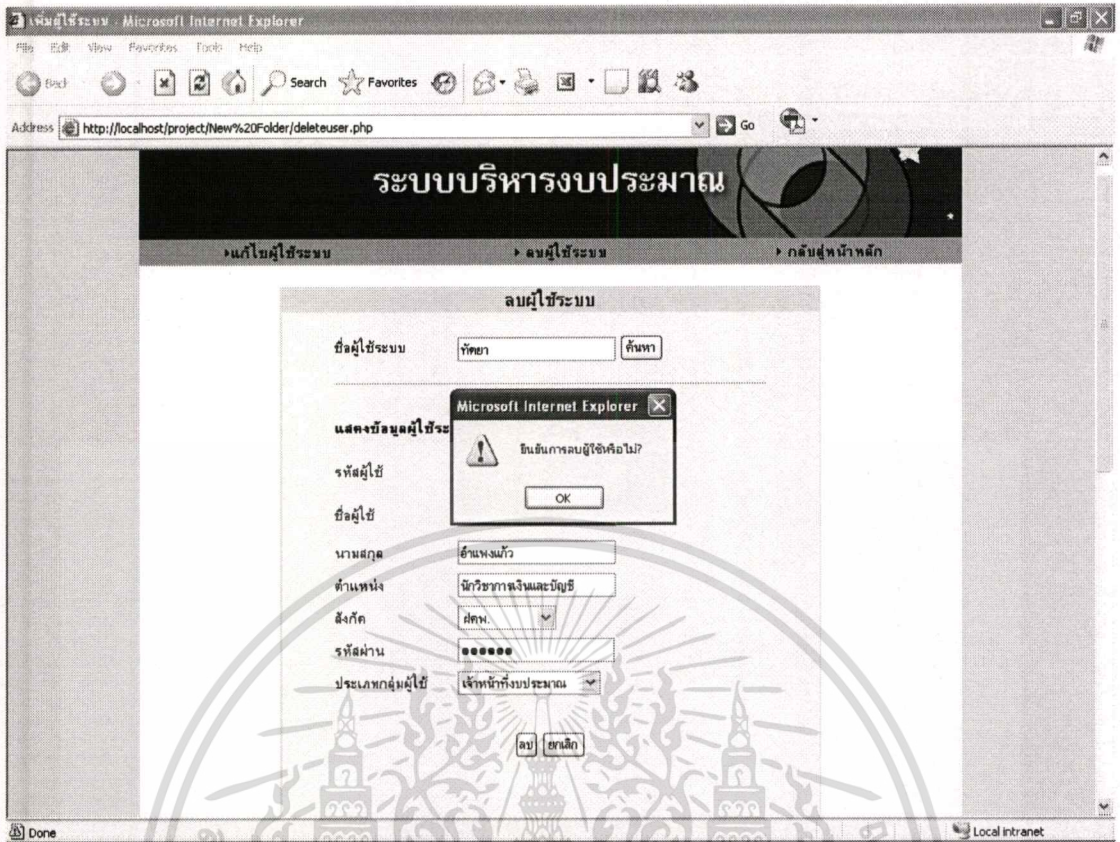 เพิ่มผู้ใช้ระบบ - Microsoft Internet Explorer
File Edit View Favorites Tools Help
Back Search Favorites
Address http://localhost/project/New%20Folder/deleteuser.php Go
ระบบบริหารงบประมาณ
แก้ไขผู้ใช้ระบบ ลบผู้ใช้ระบบ กลับสู่หน้าหลัก
ลบผู้ใช้ระบบ
ชื่อผู้ใช้ระบบ ทัตยา ค้นหา
Microsoft Internet Explorer
แสดงข้อมูลผู้ใช้ระ
ยืนยันการลบผู้ใช้หรือไม่?
รหัสผู้ใช้
OK
ชื่อผู้ใช้
นามสกุล อำแพงแก้ว
ตำแหน่ง นักวิชาการเงินและบัญชี
สังกัด ฝตพ.
รหัสผ่าน ●●●●●●
ประเภทกลุ่มผู้ใช้ เจ้าหน้าที่งบประมาณ
ลบ ยกเลิก
Done Local intranet